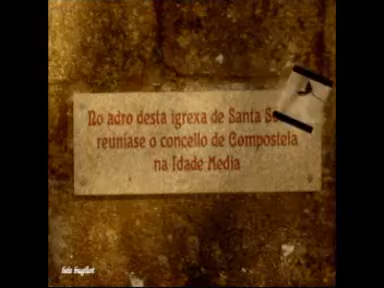 No adro desta igrexa de Santa
reuníase o concello de Compostela
na Idade Media